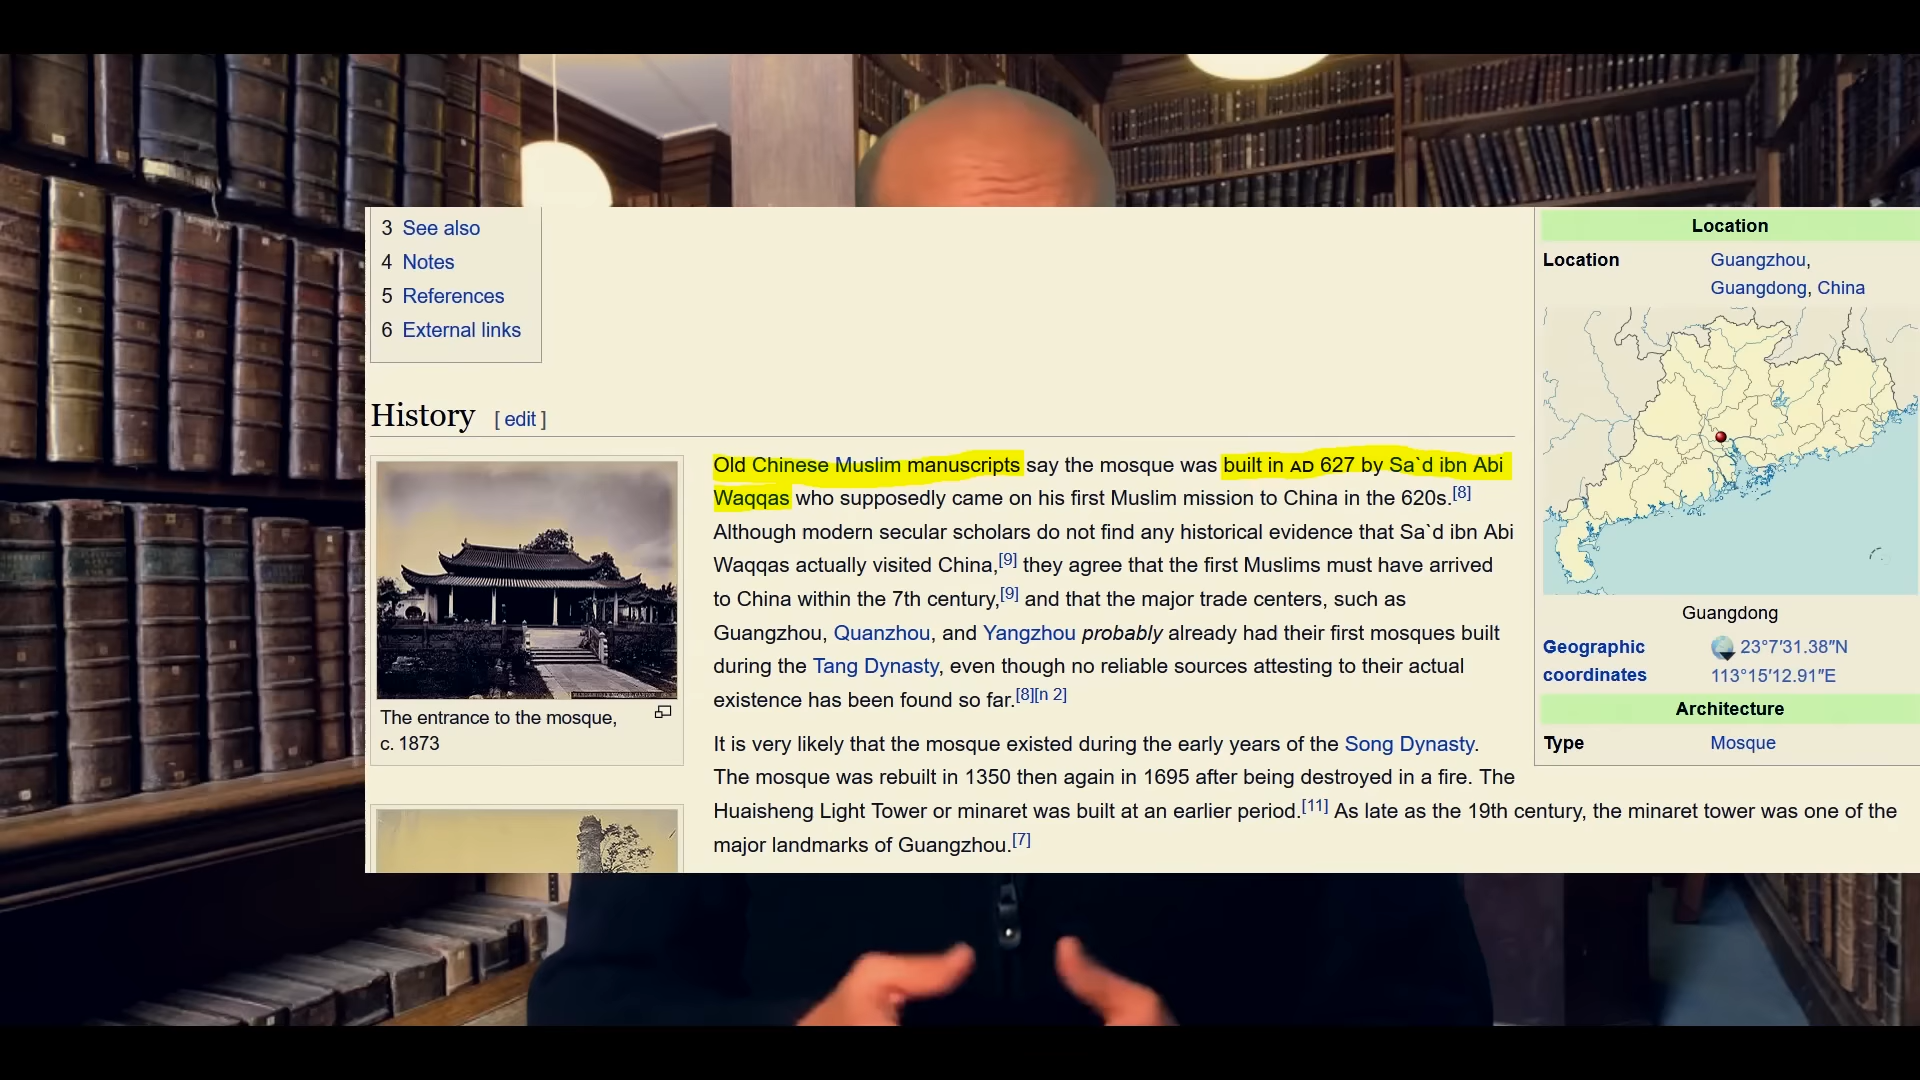 3 See also
4 Notes
5 References
6 External links
History [ edit ]
The entrance to the mosque,
c. 1873
Old Chinese Muslim manuscripts say the mosque was built in AD 627 by Sa`d ibn Abi
Waqqas who supposedly came on his first Muslim mission to China in the 620s.[8]
Although modern secular scholars do not find any historical evidence that Sa`d ibn Abi
Waqqas actually visited China,[9] they agree that the first Muslims must have arrived
to China within the 7th century,[9] and that the major trade centers, such as
Guangzhou, Quanzhou, and Yangzhou probably already had their first mosques built
during the Tang Dynasty, even though no reliable sources attesting to their actual
existence has been found so far.[8][n 2]
It is very likely that the mosque existed during the early years of the Song Dynasty.
The mosque was rebuilt in 1350 then again in 1695 after being destroyed in a fire. The
Huaisheng Light Tower or minaret was built at an earlier period.[11] As late as the 19th century, the minaret tower was one of the
major landmarks of Guangzhou.[7]
Location
Location Guangzhou,
Guangdong, China
Guangdong
Geographic 23°7′31.38″N
coordinates 113°15′12.91″E
Architecture
Type Mosque